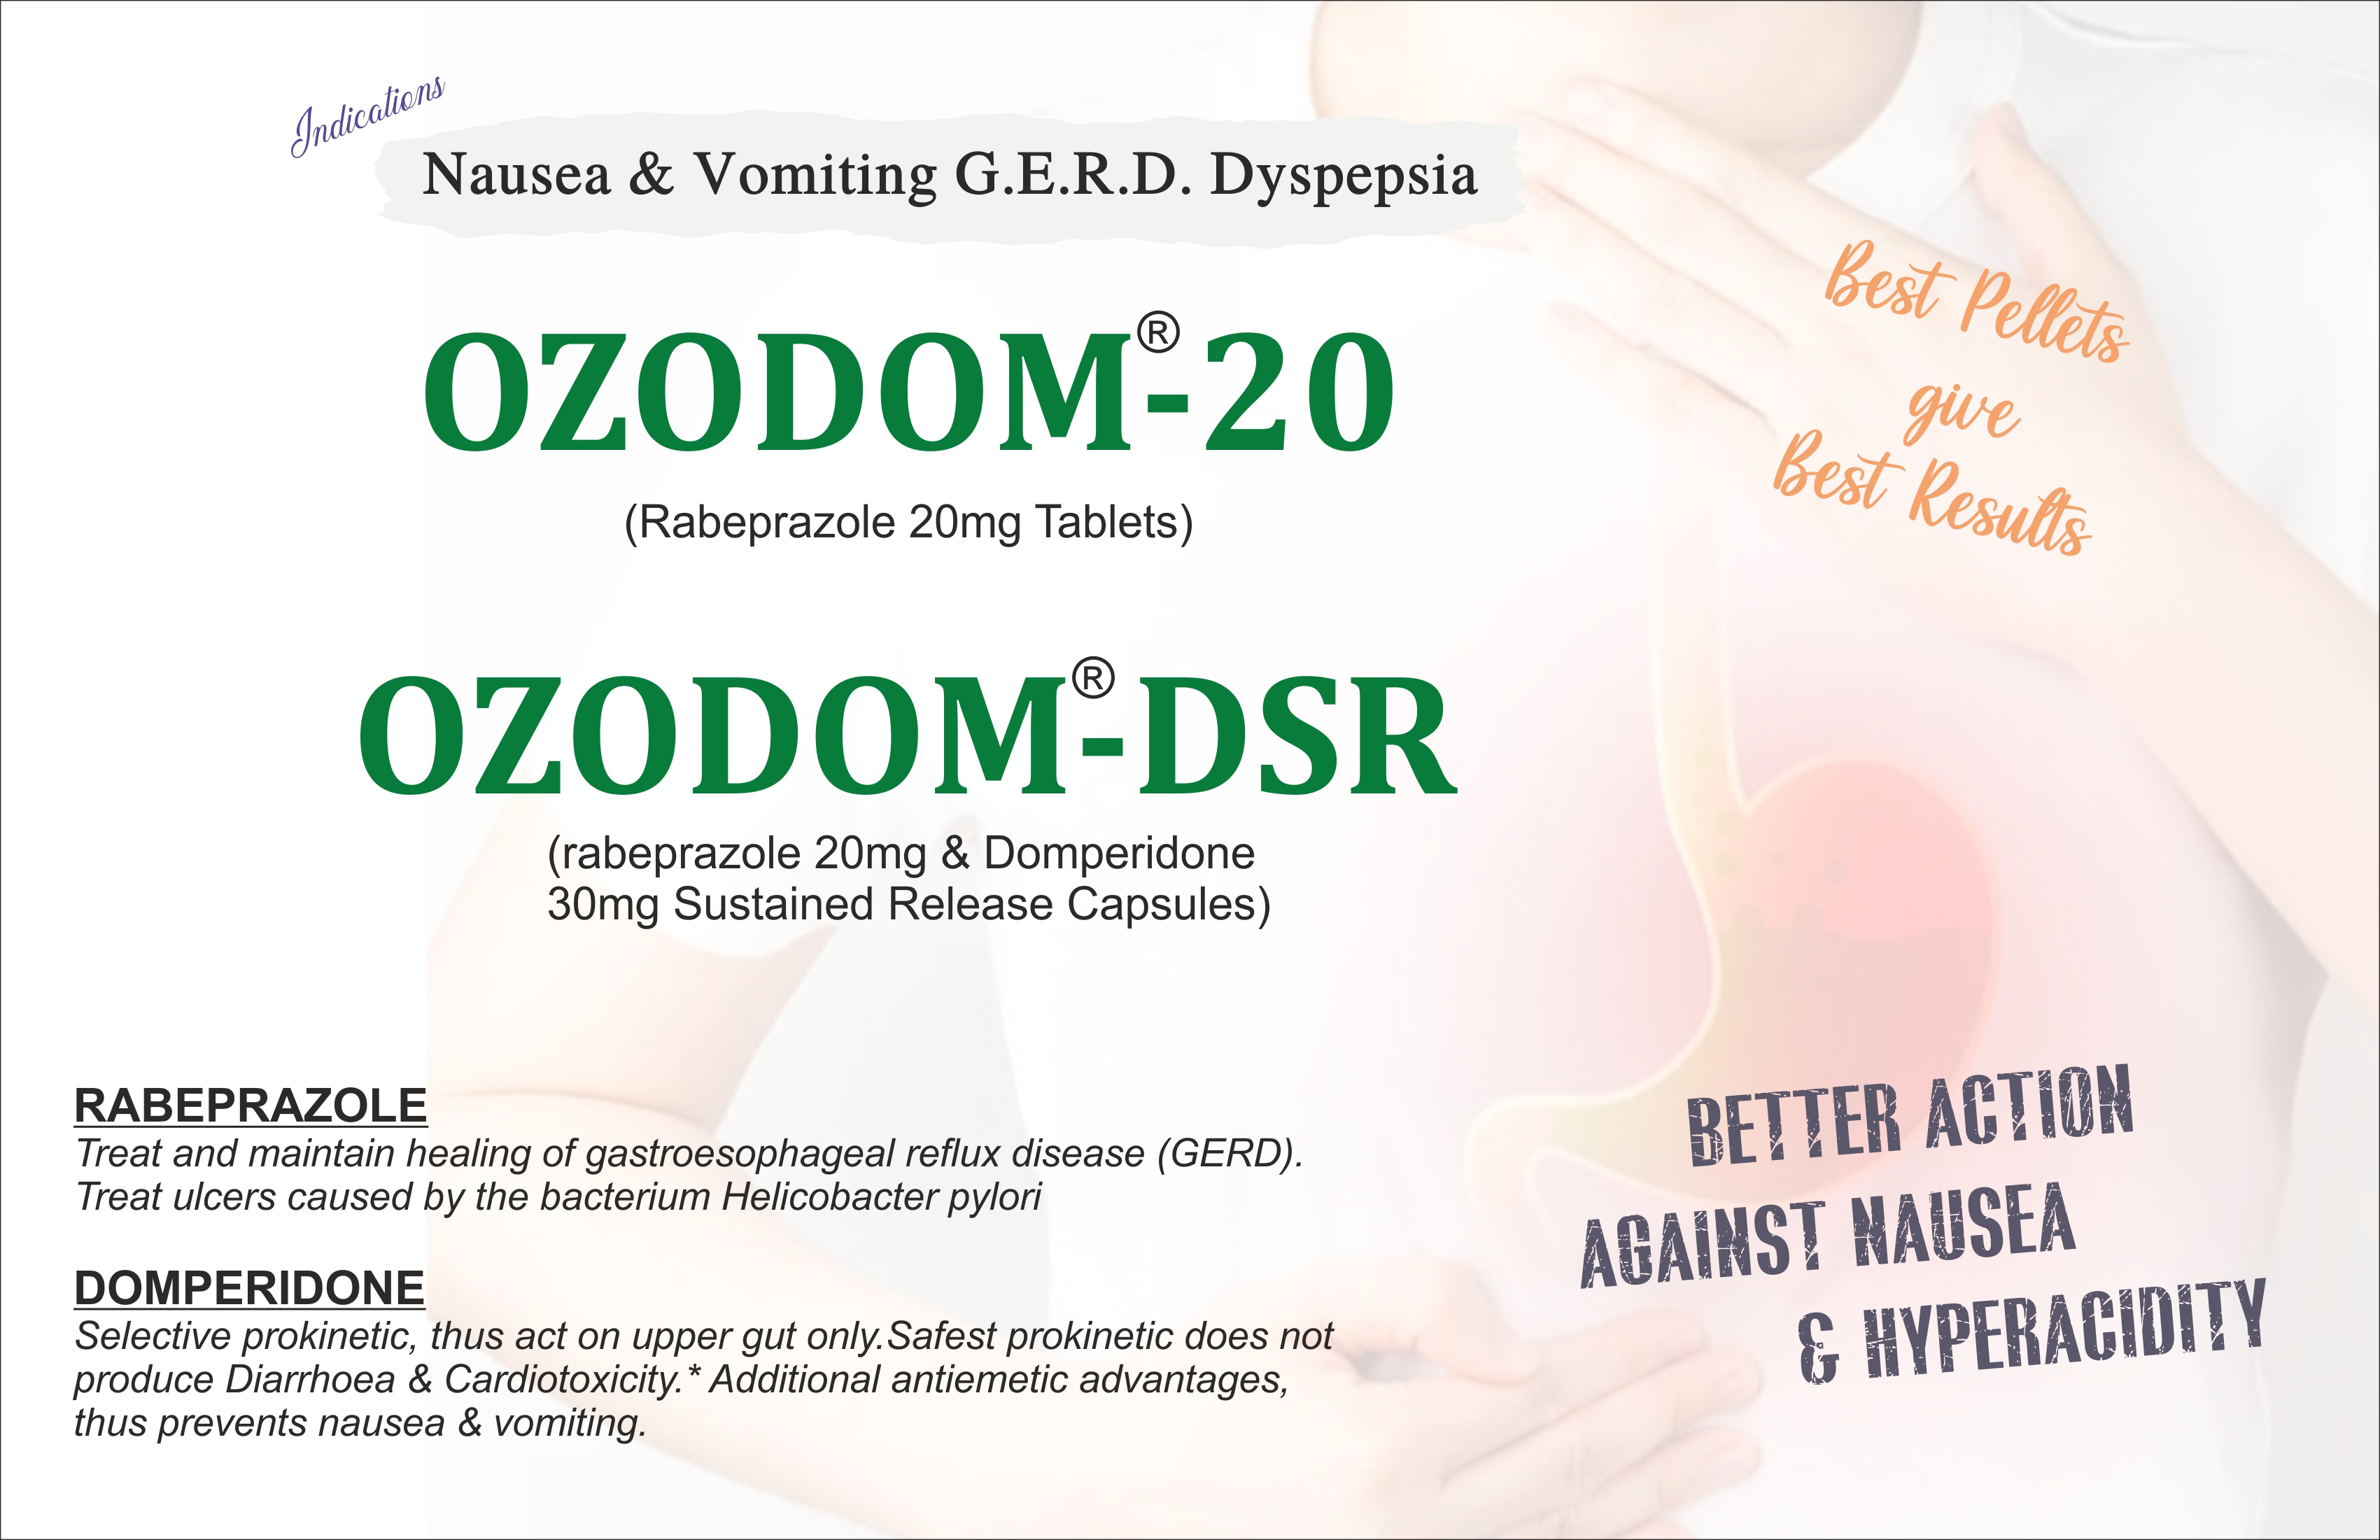 Indications
Nausea & Vomiting G.E.R.D. Dyspepsia
OZODOM®-20
(Rabeprazole 20mg Tablets)
Best Pellets
give
Best Results
OZODOM®-DSR
(rabeprazole 20mg & Domperidone
30mg Sustained Release Capsules)
RABEPRAZOLE
Treat and maintain healing of gastroesophageal reflux disease (GERD).
Treat ulcers caused by the bacterium Helicobacter pylori
DOMPERIDONE
Selective prokinetic, thus act on upper gut only.Safest prokinetic does not
produce Diarrhoea & Cardiotoxicity.* Additional antiemetic advantages,
thus prevents nausea & vomiting.
BETTER ACTION
AGAINST NAUSEA
& HYPERACIDITY